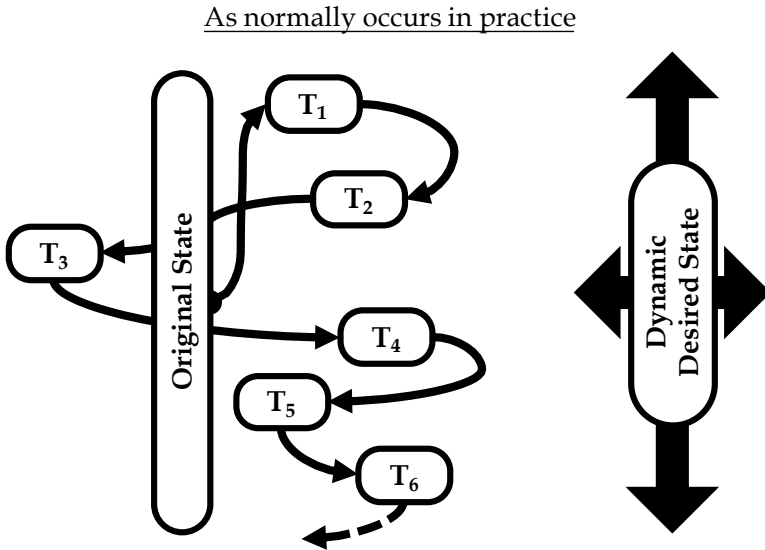 As normally occurs in practice
T₁
T₂
T₃
Original State
T₄
T₅
T₆
Dynamic
Desired State